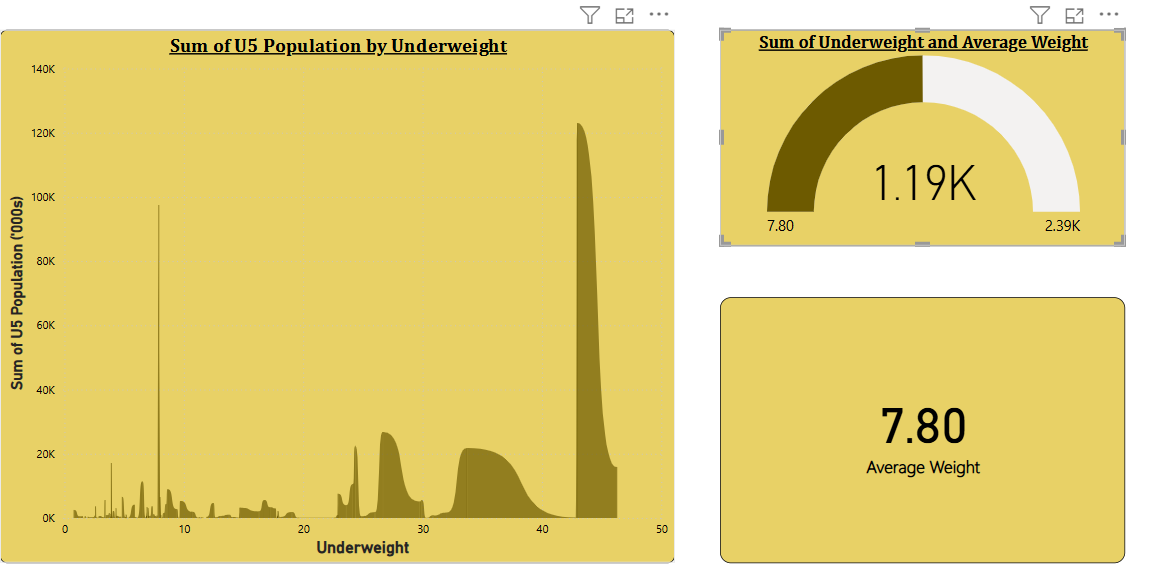 Sum of U5 Population by Underweight
140K
120K
100K
80K
60K
40K
20K
0K
Sum of U5 Population ('000s)
0 10 20 30 40 50
Underweight
Sum of Underweight and Average Weight
1.19K
7.80 2.39K
7.80
Average Weight